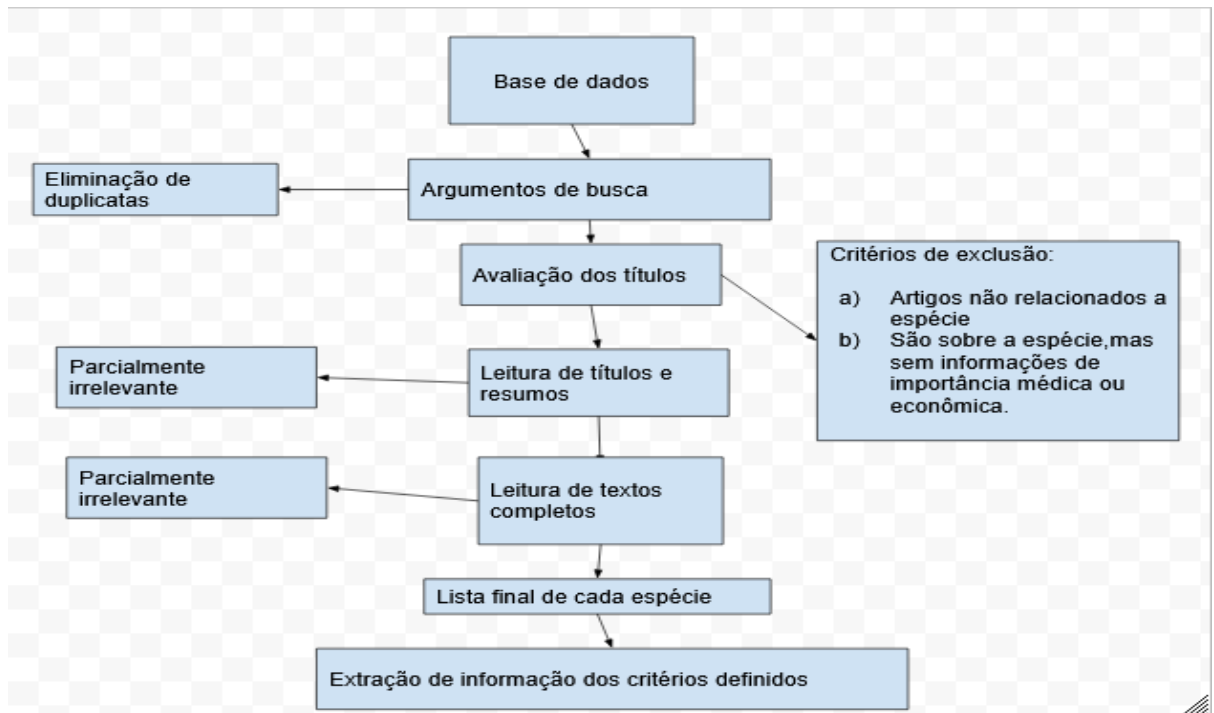 Base de dados
Eliminação de
duplicatas
Argumentos de busca
Avaliação dos títulos
Critérios de exclusão:
a) Artigos não relacionados a
espécie
b) São sobre a espécie,mas
sem informações de
importância médica ou
econômica.
Parcialmente
irrelevante
Leitura de títulos e
resumos
Parcialmente
irrelevante
Leitura de textos
completos
Lista final de cada espécie
Extração de informação dos critérios definidos